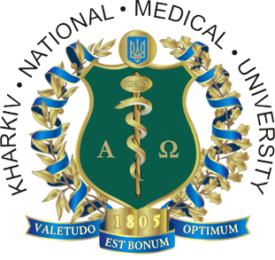 KHARKIV • NATIONAL • MEDICAL • UNIVERSITY
Α Ω
1805
VALETUDO EST BONUM OPTIMUM